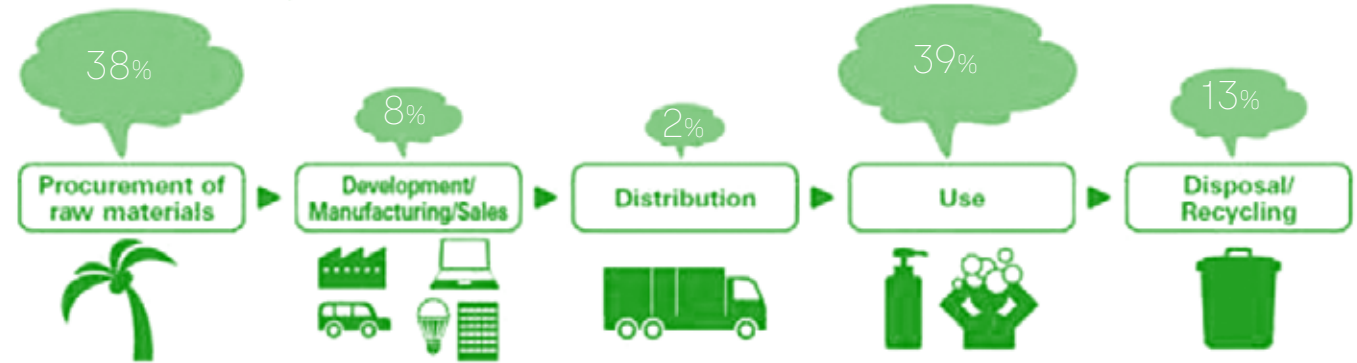 38%
8%
2%
39%
13%
Procurement of
raw materials
Development/
Manufacturing/Sales
Distribution
Use
Disposal/
Recycling